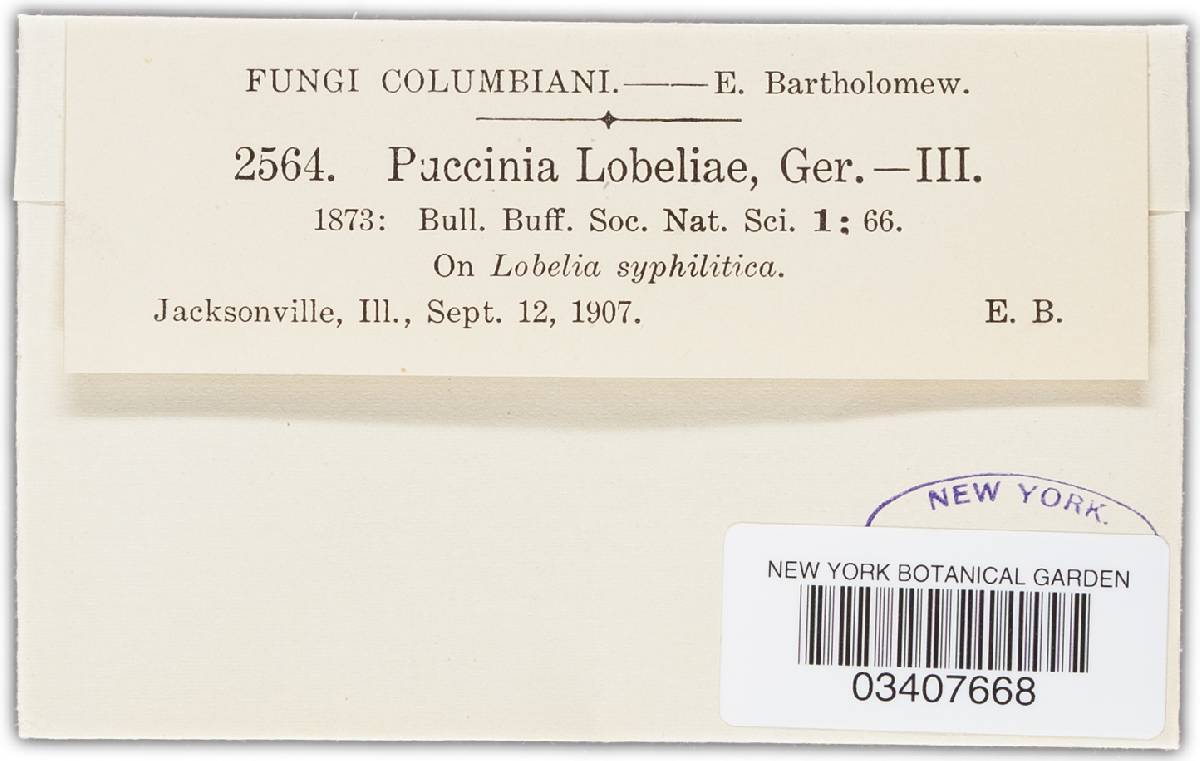 FUNGI COLUMBIANI.——E. Bartholomew.
2564. Puccinia Lobeliae, Ger.—III.
1873: Bull. Buff. Soc. Nat. Sci. 1: 66.
On Lobelia syphilitica.
Jacksonville, Ill., Sept. 12, 1907. E. B.
NEW YORK.
NEW YORK BOTANICAL GARDEN
03407668